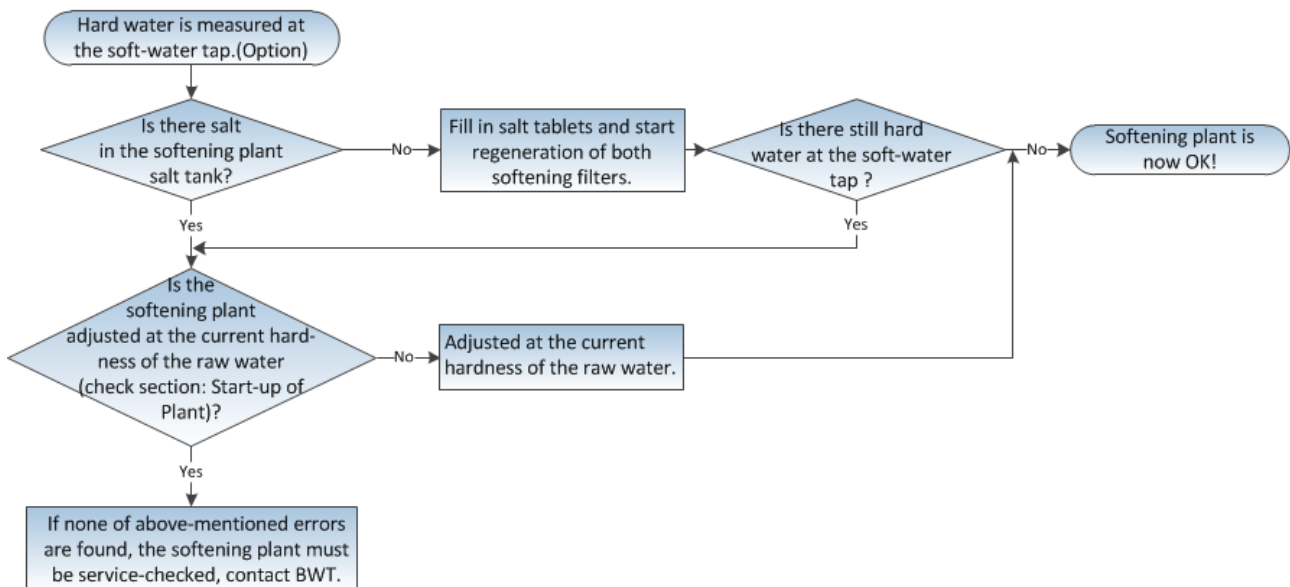 Hard water is measured at
the soft-water tap.(Option)
Is there salt
in the softening plant
salt tank?
No
Fill in salt tablets and start
regeneration of both
softening filters.
Is there still hard
water at the soft-water
tap ?
No
Softening plant is
now OK!
Yes
Yes
Is the
softening plant
adjusted at the current hard-
ness of the raw water
(check section: Start-up of
Plant)?
No
Adjusted at the current
hardness of the raw water.
Yes
If none of above-mentioned errors
are found, the softening plant must
be service-checked, contact BWT.